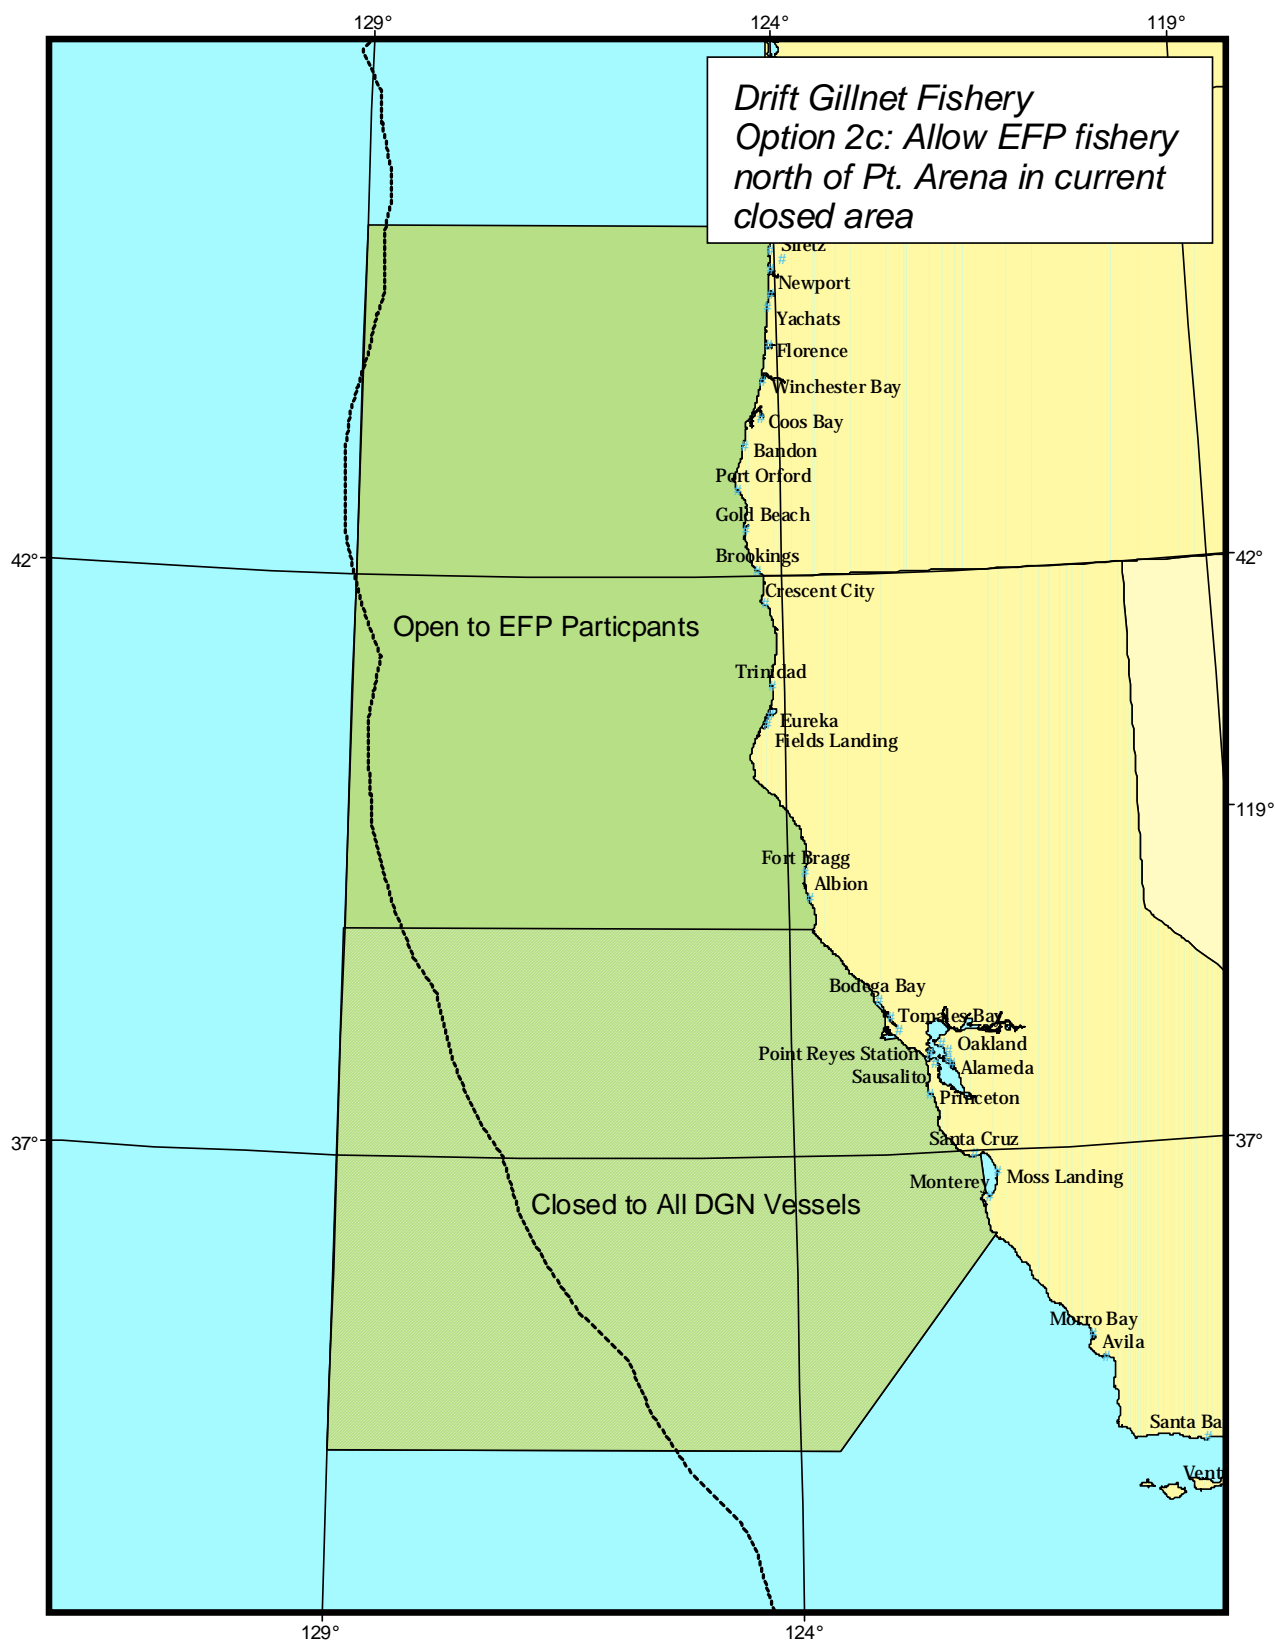 129°
124°
119°
Drift Gillnet Fishery
Option 2c: Allow EFP fishery
north of Pt. Arena in current
closed area
Siletz
Newport
Yachats
Florence
Winchester Bay
Coos Bay
Bandon
Port Orford
Gold Beach
42°
Brookings
42°
Crescent City
Open to EFP Particpants
Trinidad
Eureka
Fields Landing
119°
Fort Bragg
Albion
Bodega Bay
Tomales Bay
Oakland
Point Reyes Station
Alameda
Sausalito
Princeton
37°
Santa Cruz
37°
Moss Landing
Monterey
Closed to All DGN Vessels
Morro Bay
Avila
Santa Ba
Vent
129°
124°